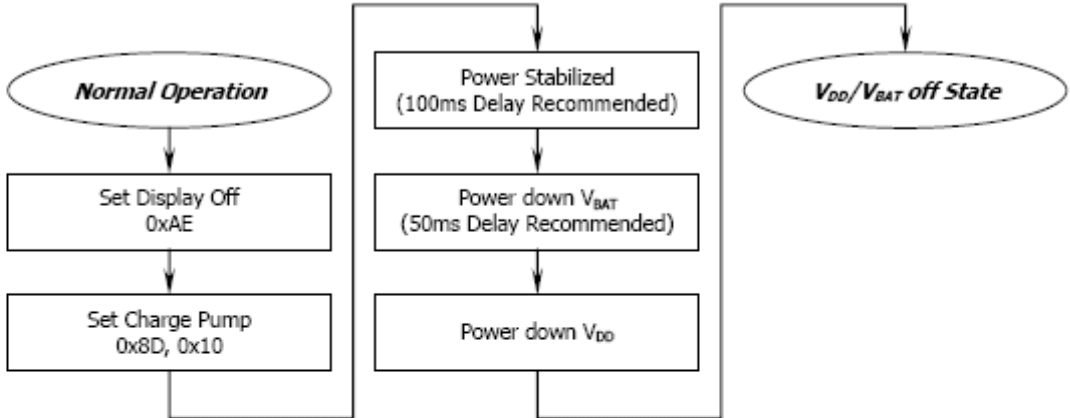 Normal Operation
Set Display Off
0xAE
Set Charge Pump
0x8D, 0x10
Power Stabilized
(100ms Delay Recommended)
Power down VBAT
(50ms Delay Recommended)
Power down VDD
VDD/VBAT off State